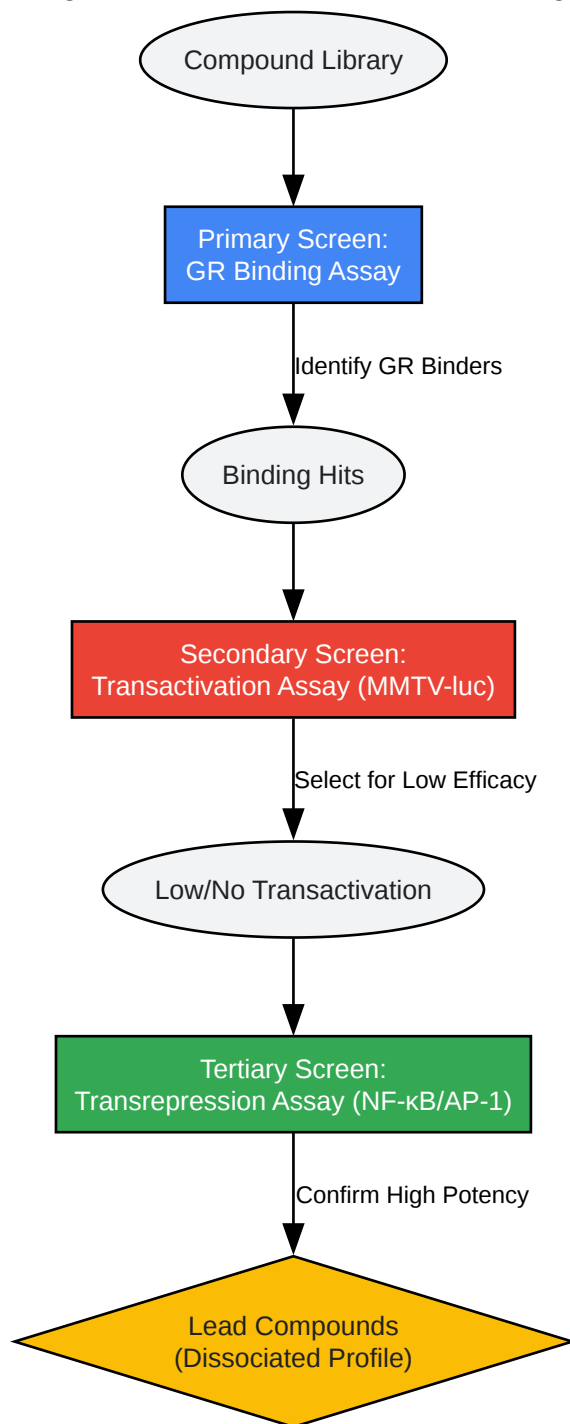 Compound Library
Primary Screen:
GR Binding Assay
Identify GR Binders
Binding Hits
Secondary Screen:
Transactivation Assay (MMTV-luc)
Select for Low Efficacy
Low/No Transactivation
Tertiary Screen:
Transrepression Assay (NF-κB/AP-1)
Confirm High Potency
Lead Compounds
(Dissociated Profile)